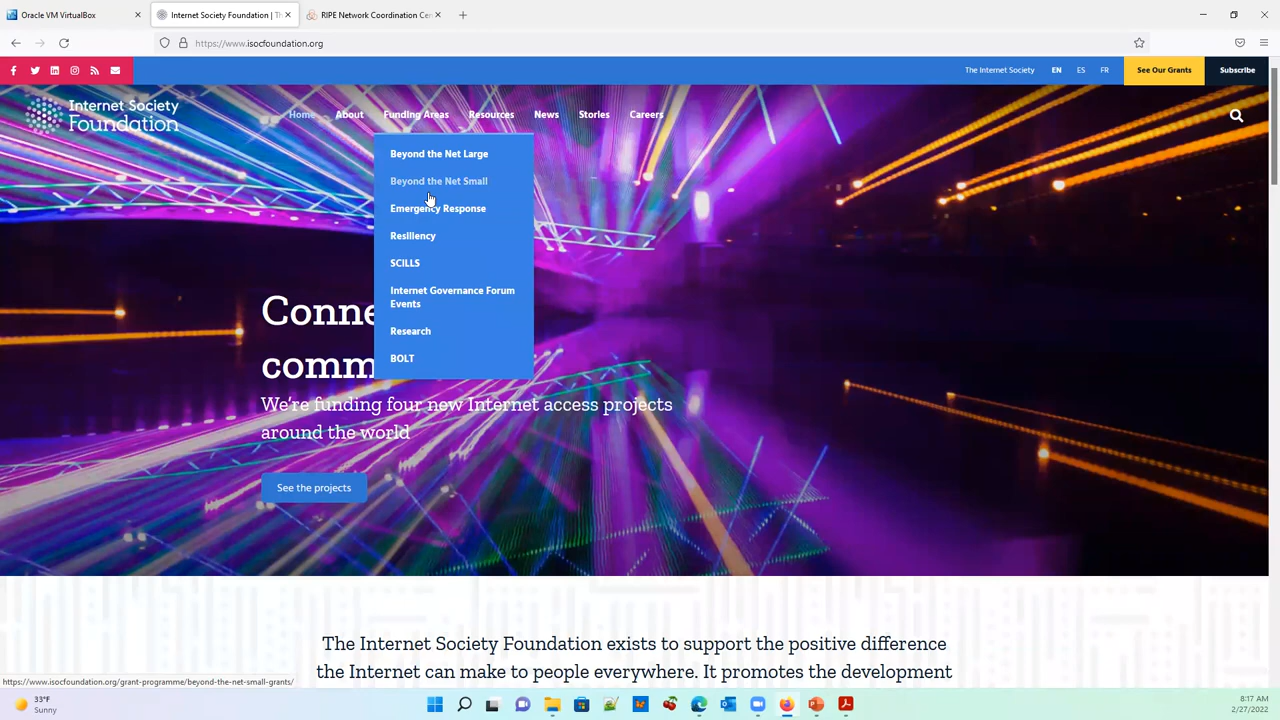 Oracle VM VirtualBox
Internet Society Foundation | Th
RIPE Network Coordination Cen
https://www.isocfoundation.org
The Internet Society
EN
ES
FR
See Our Grants
Subscribe
Internet Society
Foundation
Home
About
Funding Areas
Resources
News
Stories
Careers
Beyond the Net Large
Beyond the Net Small
Emergency Response
Resiliency
SCILLS
Internet Governance Forum
Events
Research
BOLT
Conne
comm
We're funding four new Internet access projects
around the world
See the projects
The Internet Society Foundation exists to support the positive difference
the Internet can make to people everywhere. It promotes the development
https://www.isocfoundation.org/grant-programme/beyond-the-net-small-grants/
33°F
Sunny
8:17 AM
2/27/2022